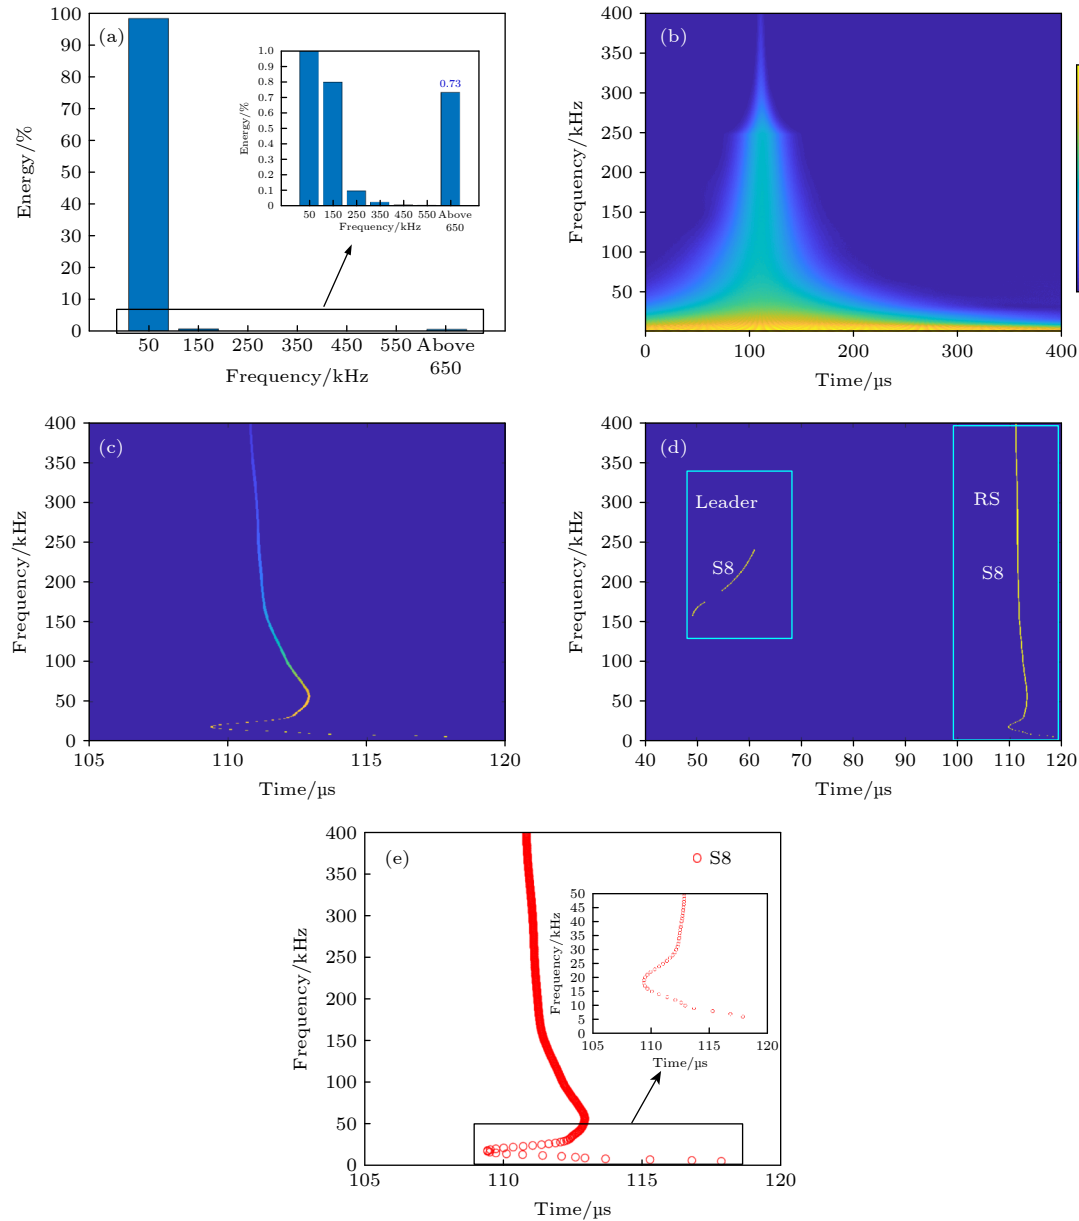 (a)
100
90
80
70
60
50
40
30
20
10
0
Energy/%
50 150 250 350 450 550 Above
650
Frequency/kHz
1.0
0.9
0.8
0.7
0.6
0.5
0.4
0.3
0.2
0.1
0
Energy/%
0.73
50 150 250 350 450 550 Above
Frequency/kHz 650
(b)
400
350
300
250
200
150
100
50
Frequency/kHz
0 100 200 300 400
Time/µs
(c)
400
350
300
250
200
150
100
50
0
Frequency/kHz
105 110 115 120
Time/µs
(d)
400
350
300
250
200
150
100
50
0
Frequency/kHz
Leader
S8
RS
S8
40 50 60 70 80 90 100 110 120
Time/µs
(e)
S8
400
350
300
250
200
150
100
50
0
Frequency/kHz
105 110 115 120
Time/µs
50
45
40
35
30
25
20
15
10
5
0
Frequency/kHz
105 110 115 120
Time/µs